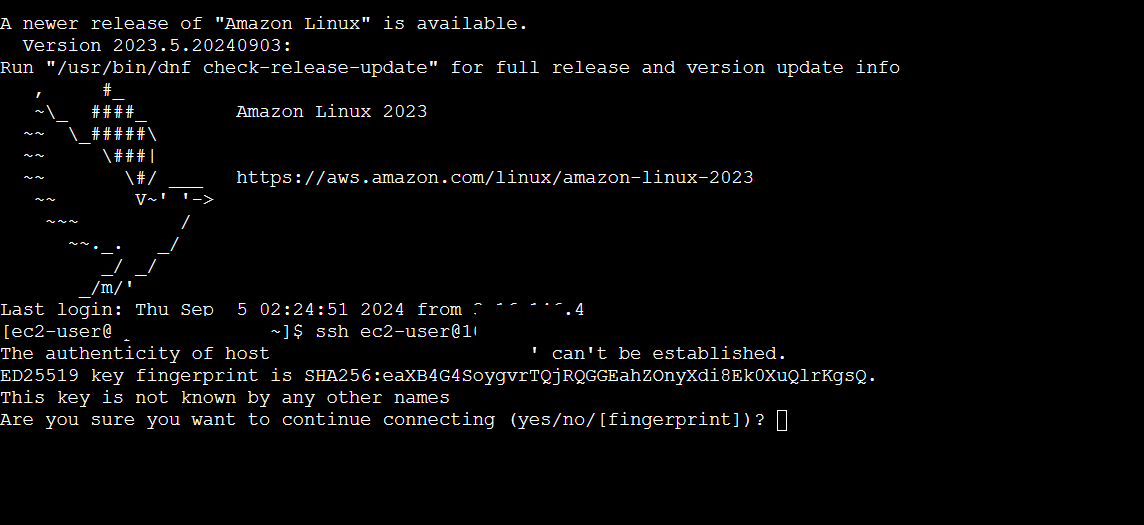 A newer release of "Amazon Linux" is available.
  Version 2023.5.20240903:
Run "/usr/bin/dnf check-release-update" for full release and version update info
   ,     #_
   ~\_  ####_        Amazon Linux 2023
  ~~  \_#####\
  ~~     \###|
  ~~       \#/ ___   https://aws.amazon.com/linux/amazon-linux-2023
   ~~       V~' '->
    ~~~         /
      ~~._.   _/
         _/ _/
       _/m/'
Last login: Thu Sep  5 02:24:51 2024 from .4
[ec2-user@ ~]$ ssh ec2-user@1
The authenticity of host ' can't be established.
ED25519 key fingerprint is SHA256:eaXB4G4SoygvrTQjRQGGEahZOnyXdi8Ek0XuQlrKgsQ.
This key is not known by any other names
Are you sure you want to continue connecting (yes/no/[fingerprint])?